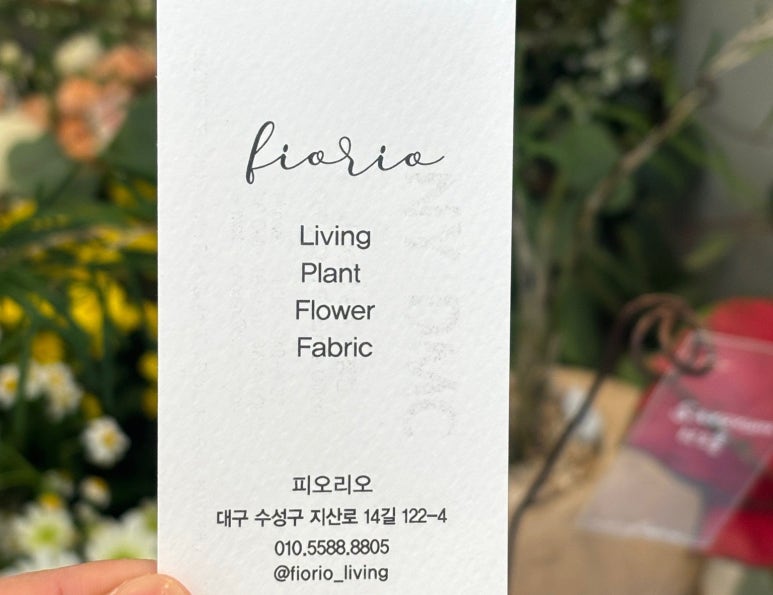 fiorio
Living
Plant
Flower
Fabric
피오리오
대구 수성구 지산로 14길 122-4
010.5588.8805
@fiorio_living